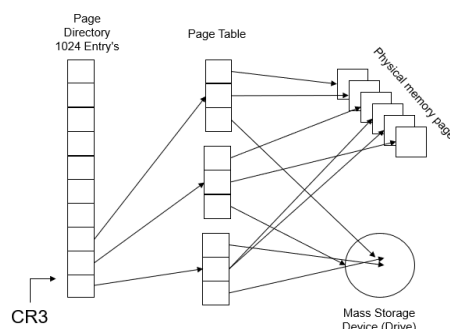 Page
Directory
1024 Entry's
Page Table
Physical memory page
CR3
Mass Storage
Device (Drive)